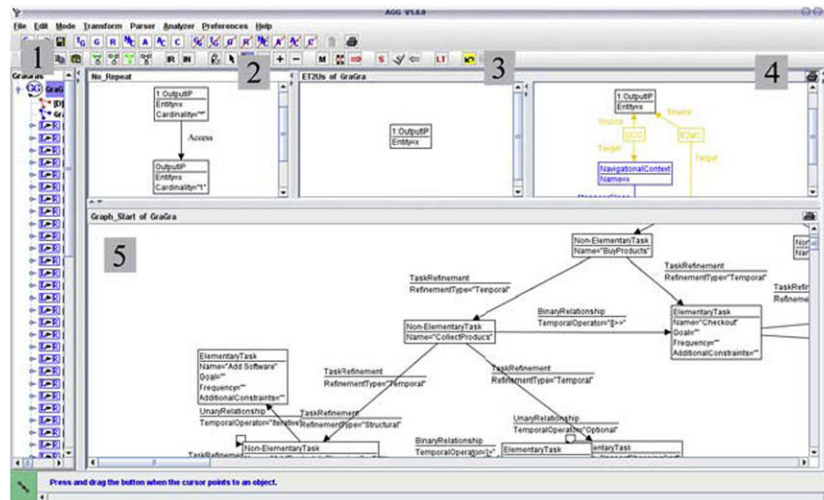 AGG V1.6.0
File Edit Mode Transform Parser Analyzer Preferences Help
1
2
3
4
GraGras
No_Repeat
ET2Us of GraGra
GraG
1:OutputIP
Entity=x
Cardinality="*"
Access
OutputIP
Entity=x
Cardinality="1"
1:OutputIP
Entity=x
1:OutputIP
Entity=x
Source
Source
Target
Target
NavigationalContext
Name=x
Graph_Start of GraGra
5
Non-ElementaryTask
Name="BuyProducts"
TaskRefinement
RefinementType="Temporal"
TaskRefinement
RefinementType="Temporal"
BinaryRelationship
TemporalOperator="[]>>"
Non-ElementaryTask
Name="CollectProducs"
ElementaryTask
Name="Checkout"
Goal=""
Frequency=""
AdditionalConstraints=""
ElementaryTask
Name="Add Software"
Goal=""
Frequency=""
AdditionalConstraints=""
TaskRefinement
RefinementType="Temporal"
TaskRefinement
RefinementType="Temporal"
UnaryRelationship
TemporalOperator="Iterative"
TaskRefinement
RefinementType="Structural"
UnaryRelationship
TemporalOperator="Optional"
Non-ElementaryTask
BinaryRelationship
ElementaryTask
Press and drag the button when the cursor points to an object.